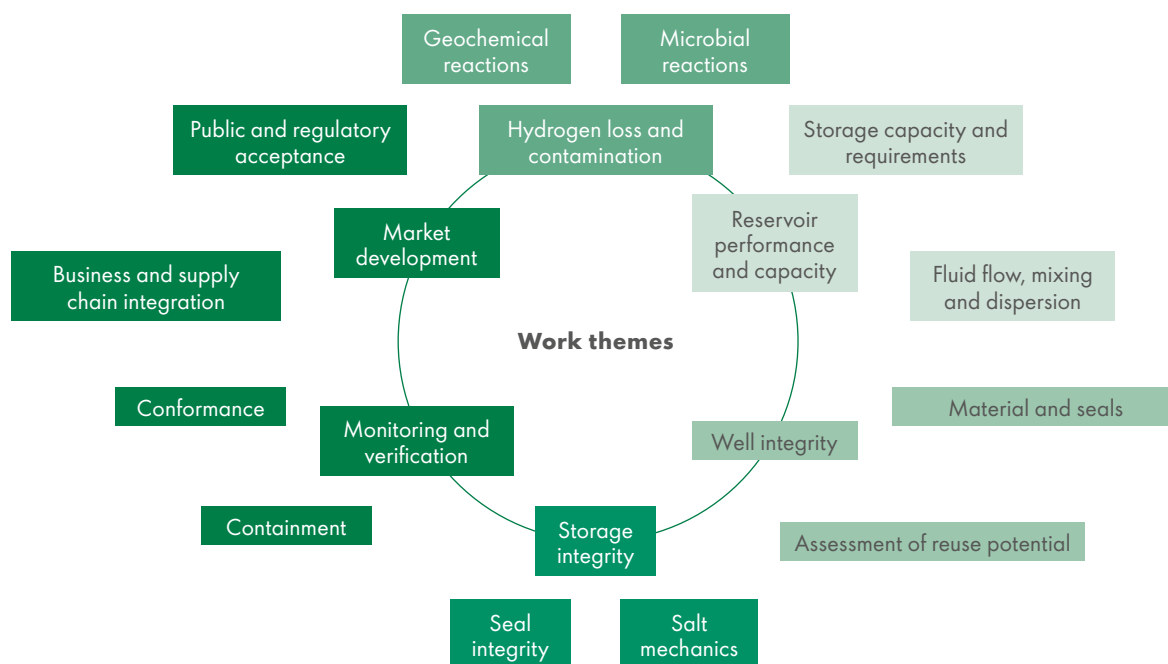 Geochemical
reactions
Microbial
reactions
Public and regulatory
acceptance
Hydrogen loss and
contamination
Storage capacity and
requirements
Market
development
Reservoir
performance
and capacity
Business and supply
chain integration
Fluid flow, mixing
and dispersion
Work themes
Conformance
Material and seals
Monitoring and
verification
Well integrity
Containment
Storage
integrity
Assessment of reuse potential
Seal
integrity
Salt
mechanics